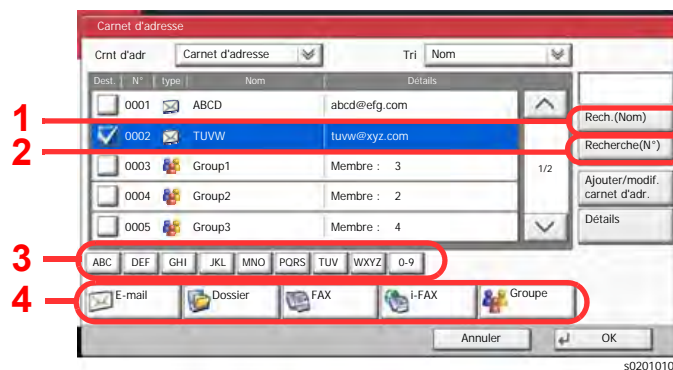 Carnet d'adresse
Crnt d'adr Carnet d'adresse Tri Nom
Dest. N° type Nom Détails
0001 ABCD abcd@efg.com
1 Rech.(Nom)
0002 TUVW tuvw@xyz.com
2 Recherche(N°)
0003 Group1 Membre : 3 1/2
Ajouter/modif.
carnet d'adr.
0004 Group2 Membre : 2
Détails
0005 Group3 Membre : 4
3 ABC DEF GHI JKL MNO PQRS TUV WXYZ 0-9
4 E-mail Dossier FAX i-FAX Groupe
Annuler OK
s0201010